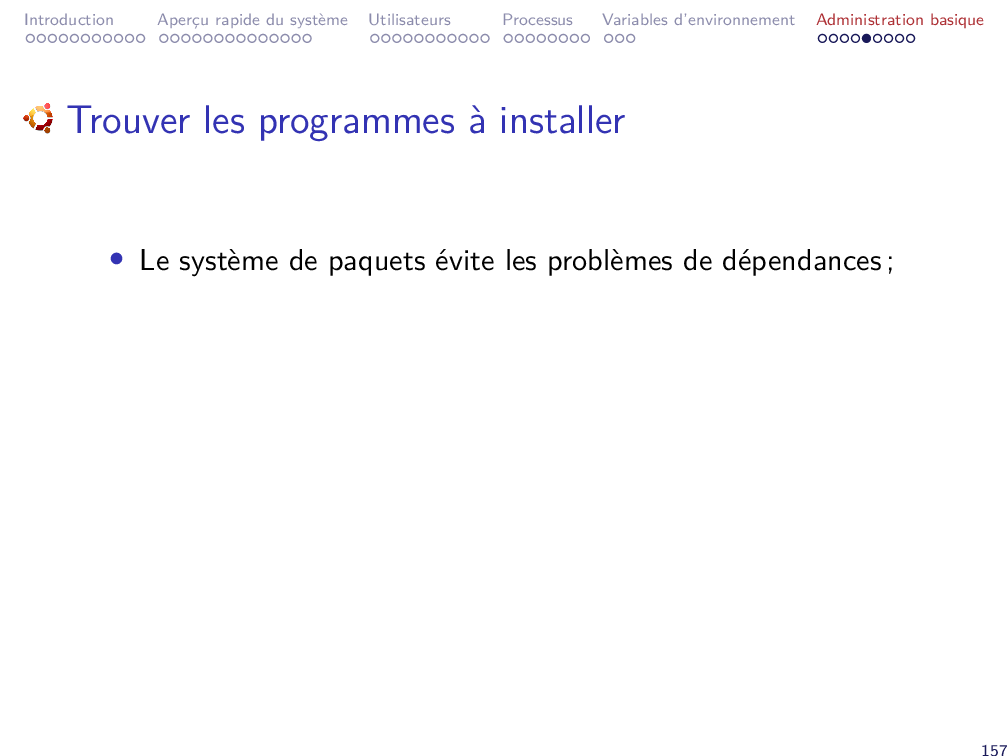 Introduction Aperçu rapide du système Utilisateurs Processus Variables d'environnement Administration basique
Trouver les programmes à installer
• Le système de paquets évite les problèmes de dépendances ;
157